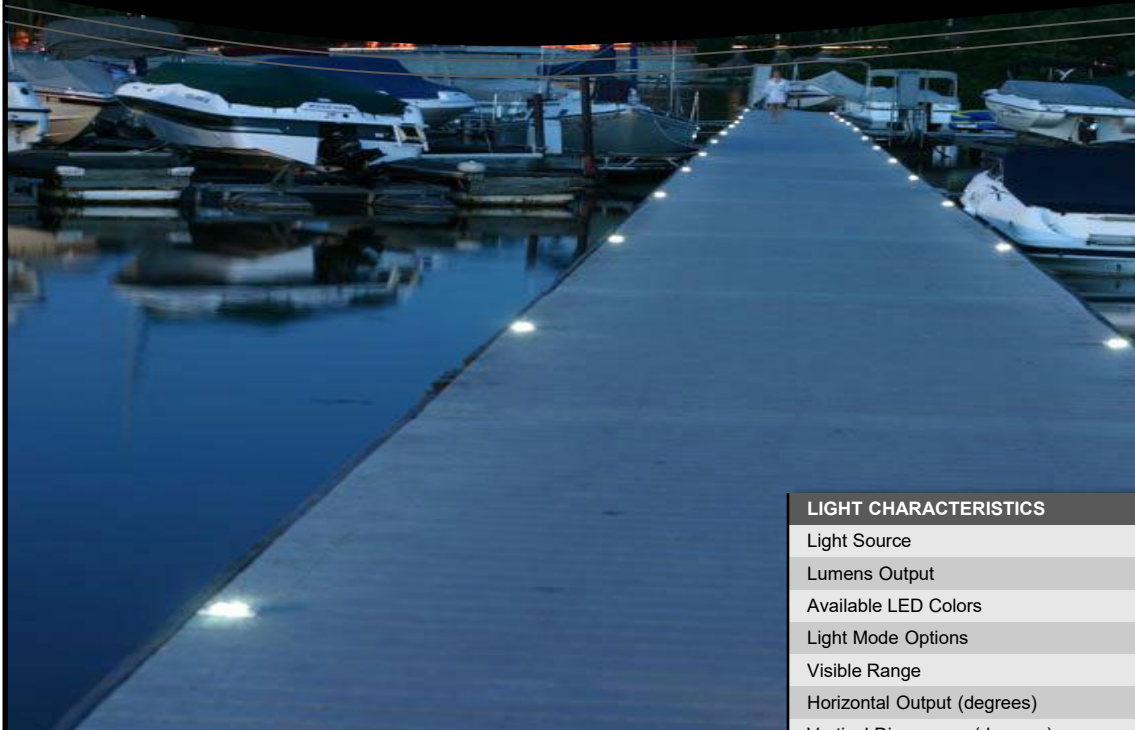 LIGHT CHARACTERISTICS
Light Source
Lumens Output
Available LED Colors
Light Mode Options
Visible Range
Horizontal Output (degrees)